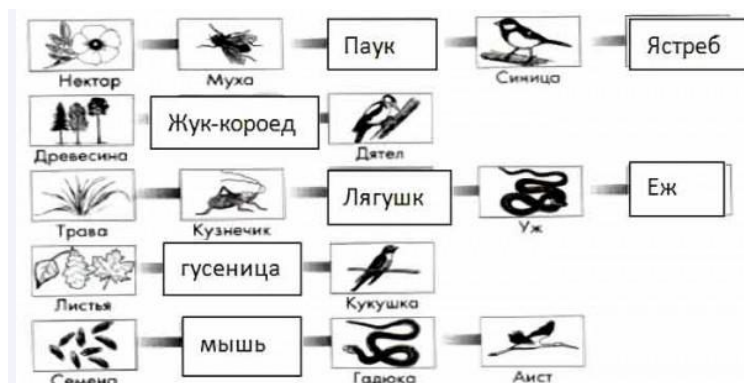 Нектар Муха Паук Синица Ястреб
Древесина Жук-короед Дятел
Трава Кузнечик Лягушк Уж Еж
Листья гусеница Кукушка
Семена мышь Гадюка Аист